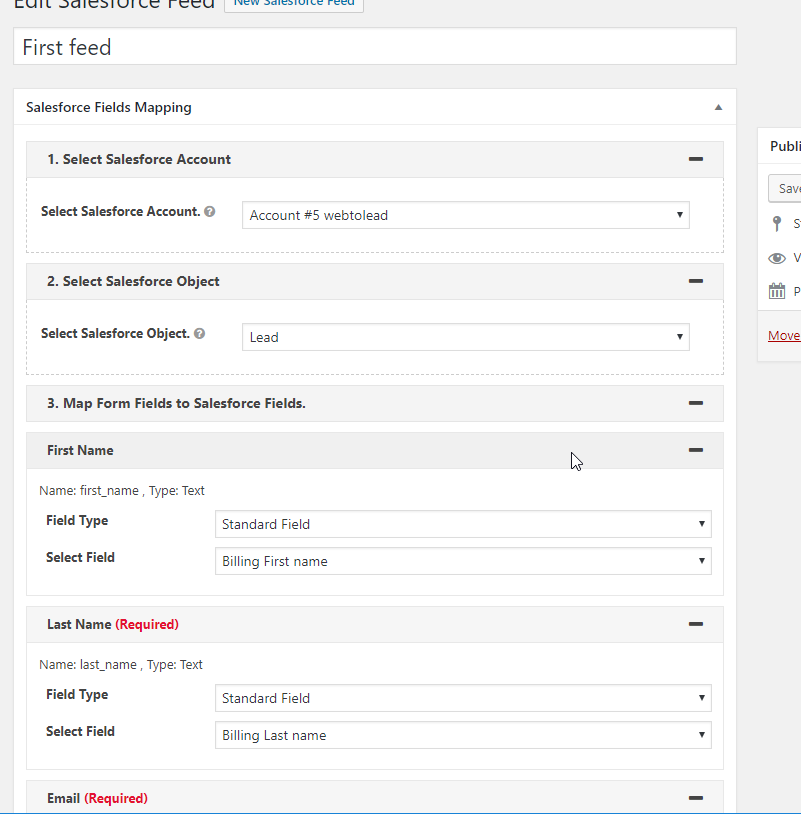 Edit Salesforce Feed New Salesforce Feed
First feed
Salesforce Fields Mapping
1. Select Salesforce Account
Select Salesforce Account. Account #5 webtolead
2. Select Salesforce Object
Select Salesforce Object. Lead
3. Map Form Fields to Salesforce Fields.
First Name
Name: first_name , Type: Text
Field Type Standard Field
Select Field Billing First name
Last Name (Required)
Name: last_name , Type: Text
Field Type Standard Field
Select Field Billing Last name
Email (Required)
Publi
Save
S
V
P
Move